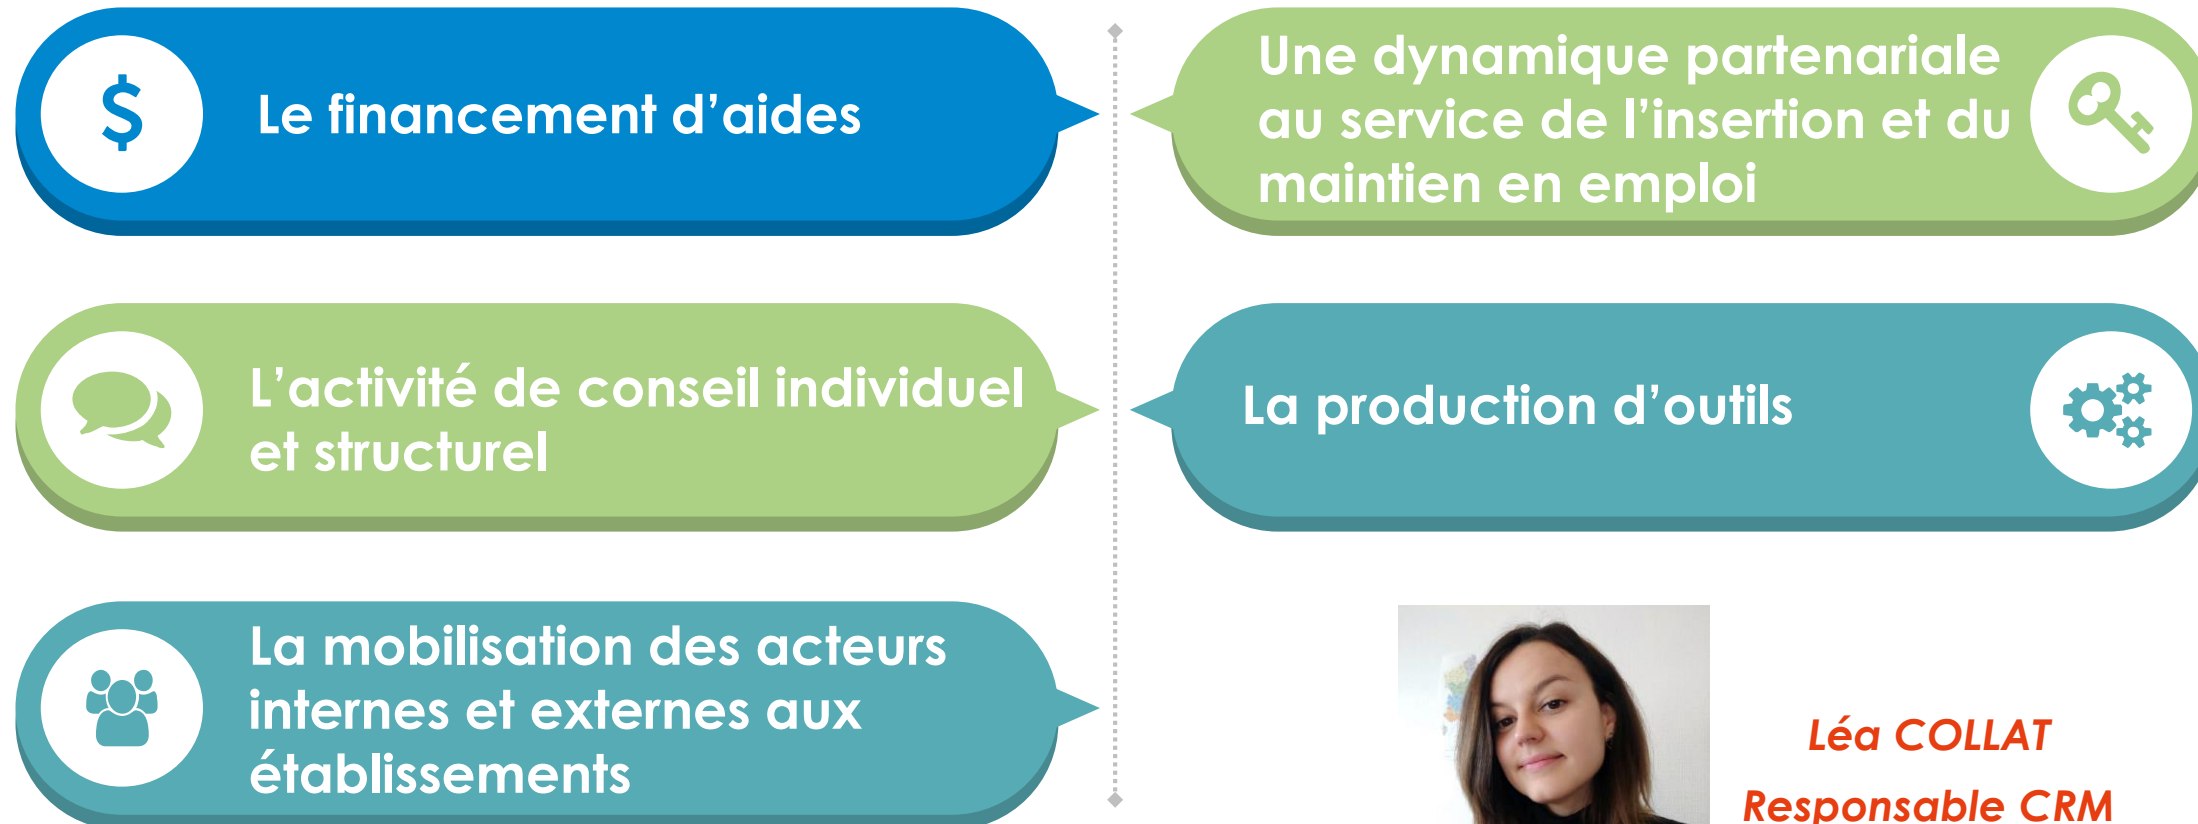 Le financement d’aides
Une dynamique partenariale
au service de l’insertion et du
maintien en emploi
L’activité de conseil individuel
et structurel
La production d’outils
La mobilisation des acteurs
internes et externes aux
établissements
Léa COLLAT
Responsable CRM